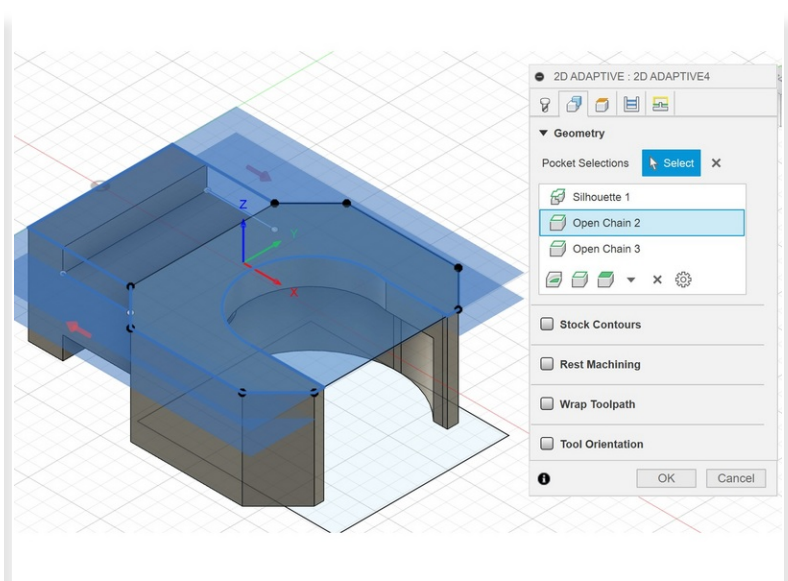 2D ADAPTIVE : 2D ADAPTIVE4
Geometry
Pocket Selections Select
Silhouette 1
Open Chain 2
Open Chain 3
Stock Contours
Rest Machining
Wrap Toolpath
Tool Orientation
OK Cancel
Z
Y
X